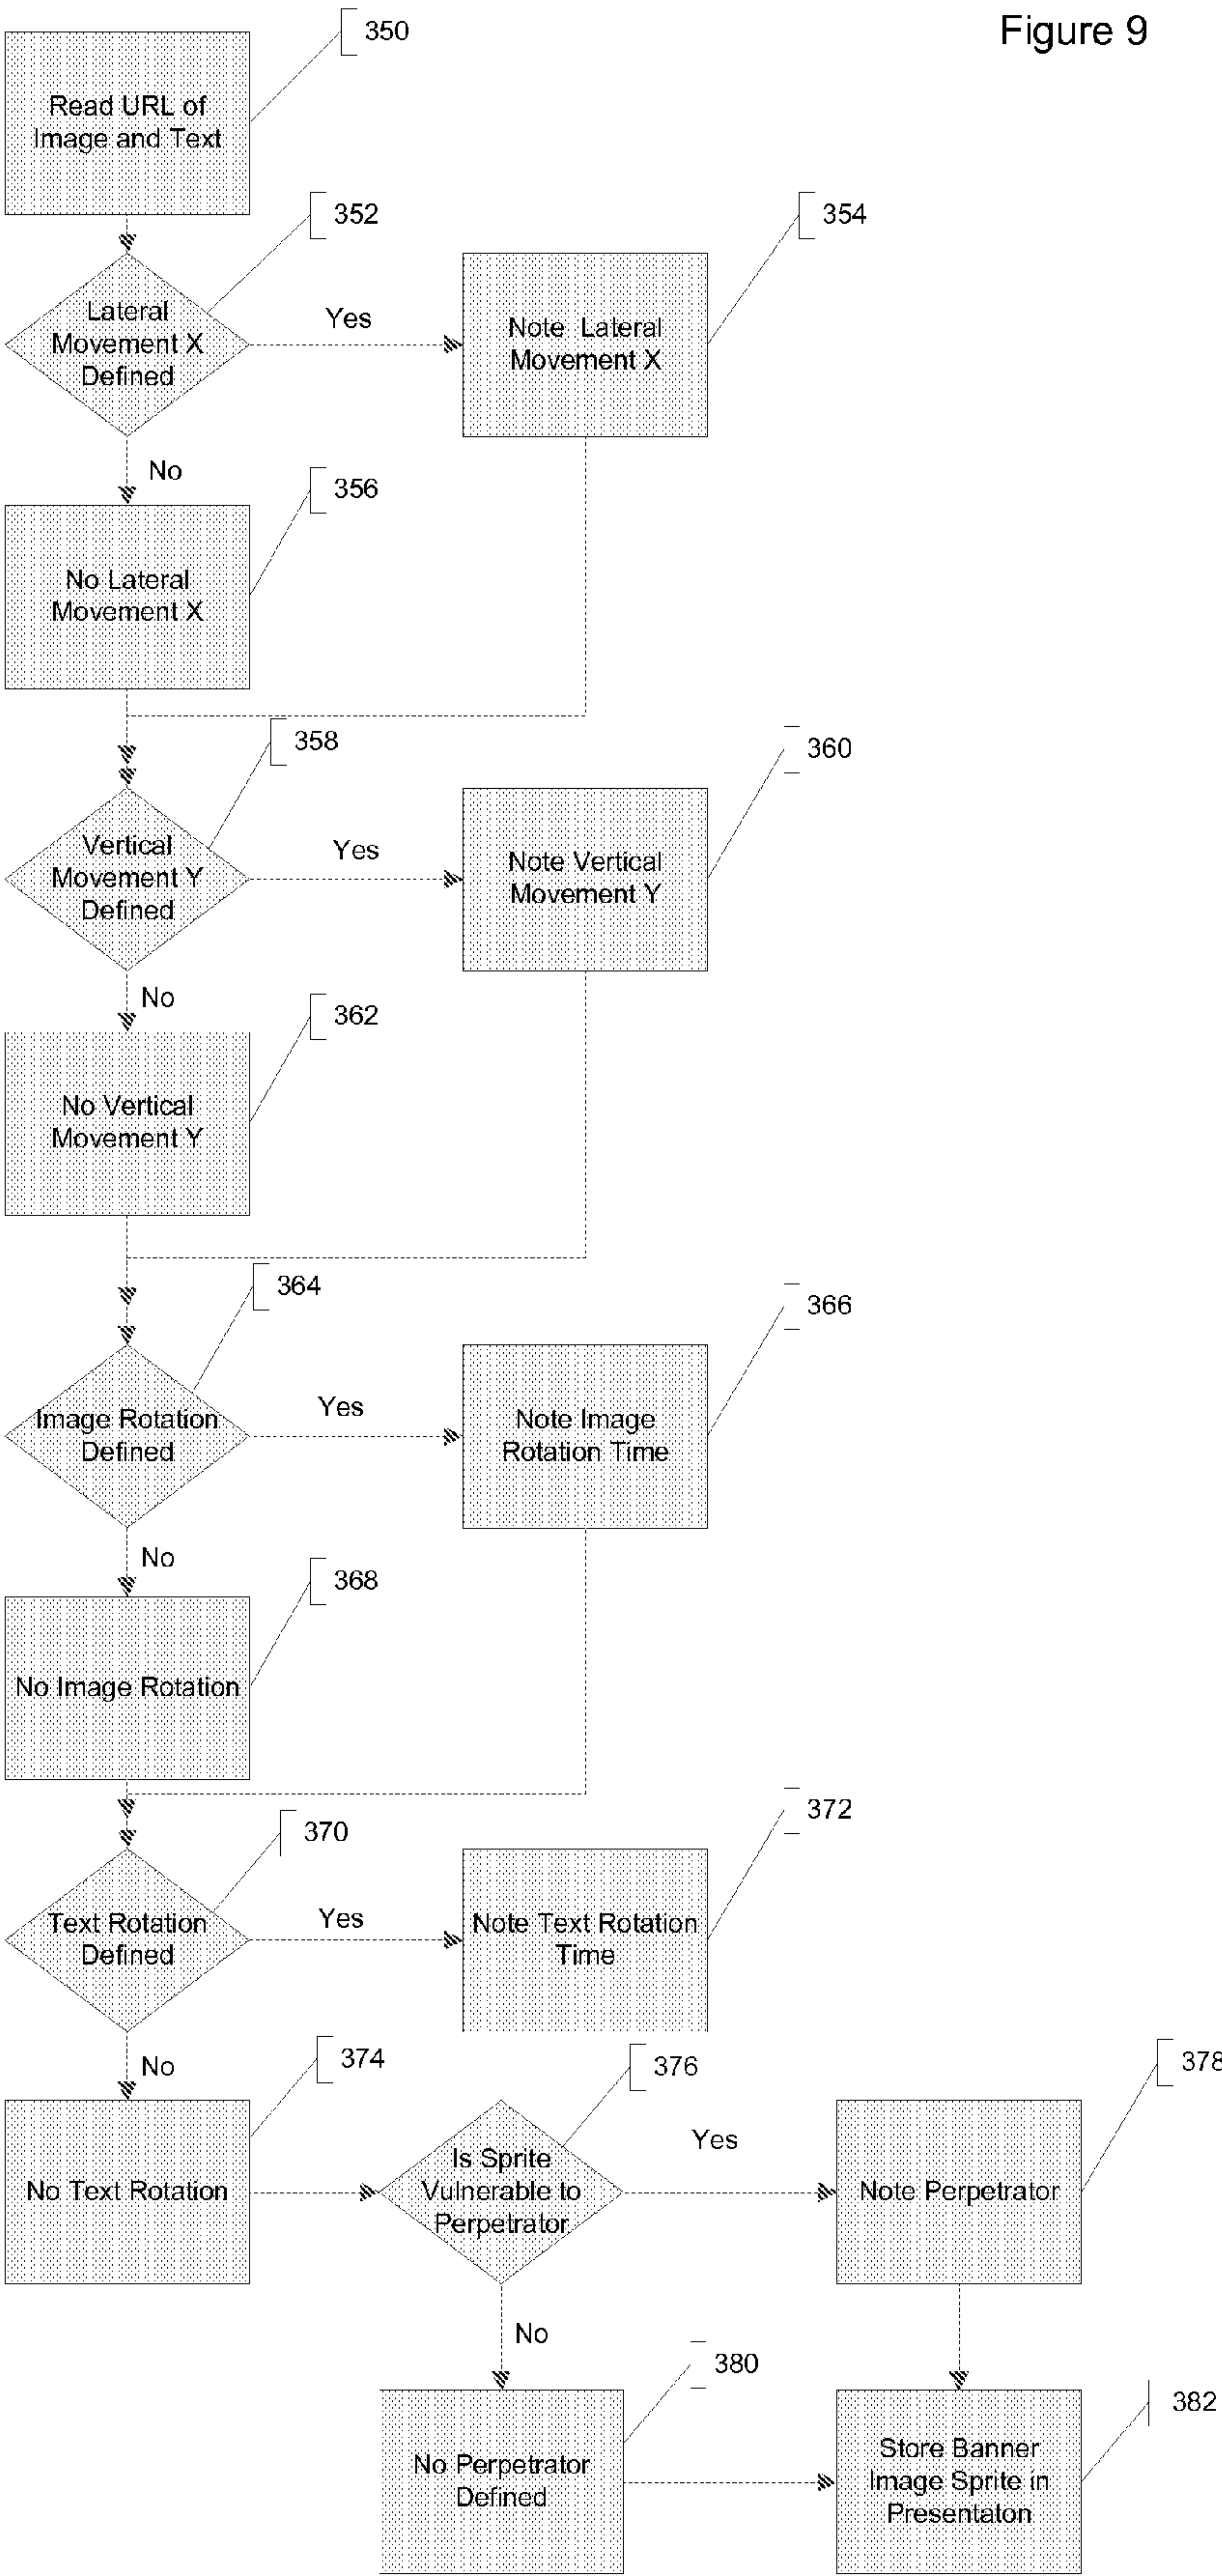 Figure 9
350
Read URL of
Image and Text
352
354
Lateral
Movement X
Defined
Yes
Note Lateral
Movement X
No
356
No Lateral
Movement X
358
360
Vertical
Movement Y
Defined
Yes
Note Vertical
Movement Y
No
362
No Vertical
Movement Y
364
366
Image Rotation
Defined
Yes
Note Image
Rotation Time
No
368
No Image Rotation
370
372
Text Rotation
Defined
Yes
Note Text Rotation
Time
No
374
376
378
No Text Rotation
Is Sprite
Vulnerable to
Perpetrator
Yes
Note Perpetrator
No
380
382
No Perpetrator
Defined
Store Banner
Image Sprite in
Presentaton